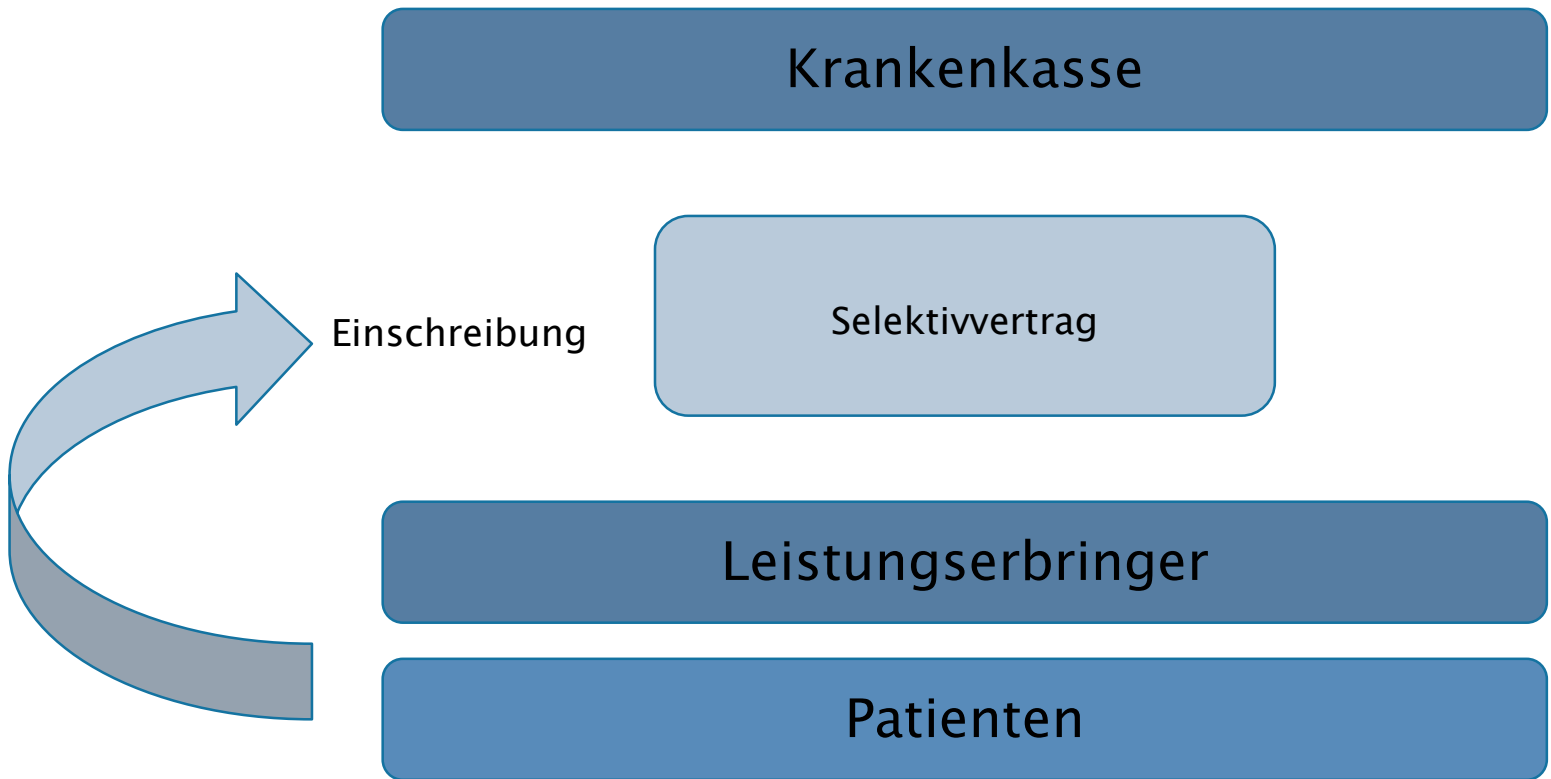 Krankenkasse
Selektivvertrag
Einschreibung
Leistungserbringer
Patienten